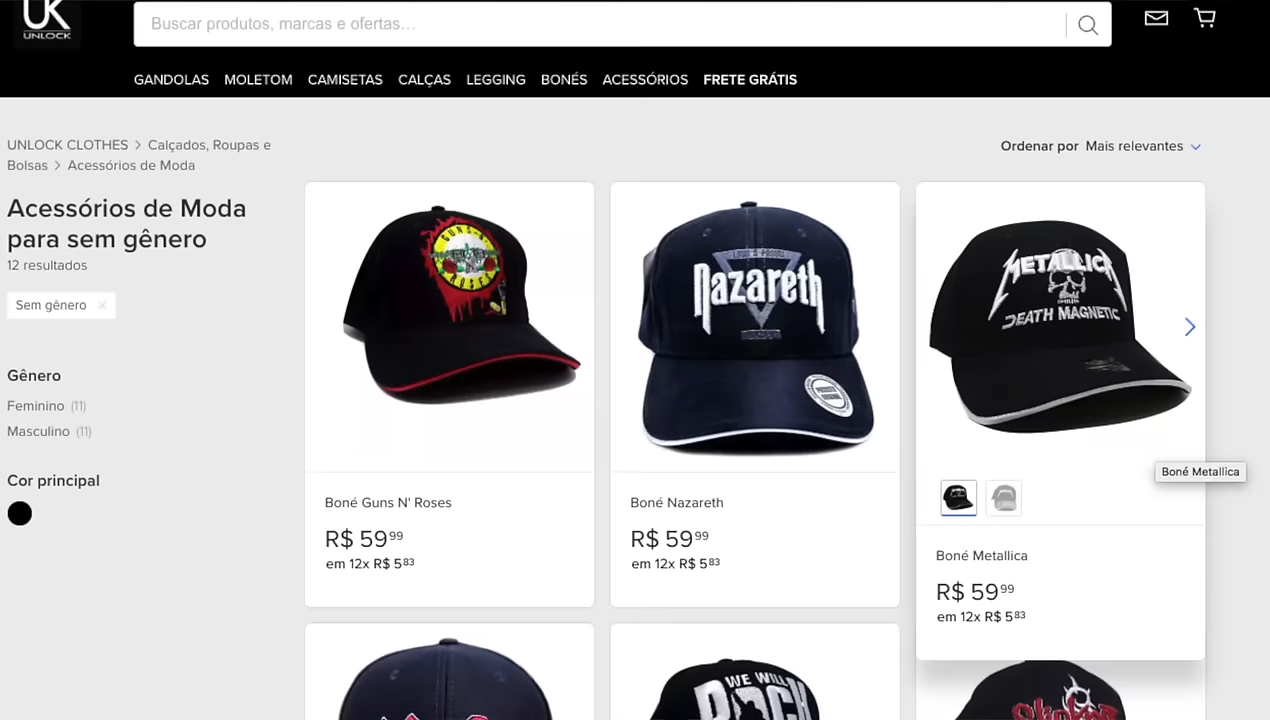 UK
UNLOCK
Buscar produtos, marcas e ofertas...
GANDOLAS MOLETOM CAMISETAS CALÇAS LEGGING BONÉS ACESSÓRIOS FRETE GRÁTIS
UNLOCK CLOTHES > Calçados, Roupas e
Bolsas > Acessórios de Moda
Ordenar por Mais relevantes
Acessórios de Moda
para sem gênero
12 resultados
Sem gênero ×
Gênero
Feminino (11)
Masculino (11)
Cor principal
GUNS N'
ROSES
nazareth
METALLICA
DEATH MAGNETIC
Boné Metallica
Boné Guns N' Roses
R$ 59 99
em 12x R$ 5 83
Boné Nazareth
R$ 59 99
em 12x R$ 5 83
Boné Metallica
R$ 59 99
em 12x R$ 5 83
WE WILL
ROCK
Slipknot